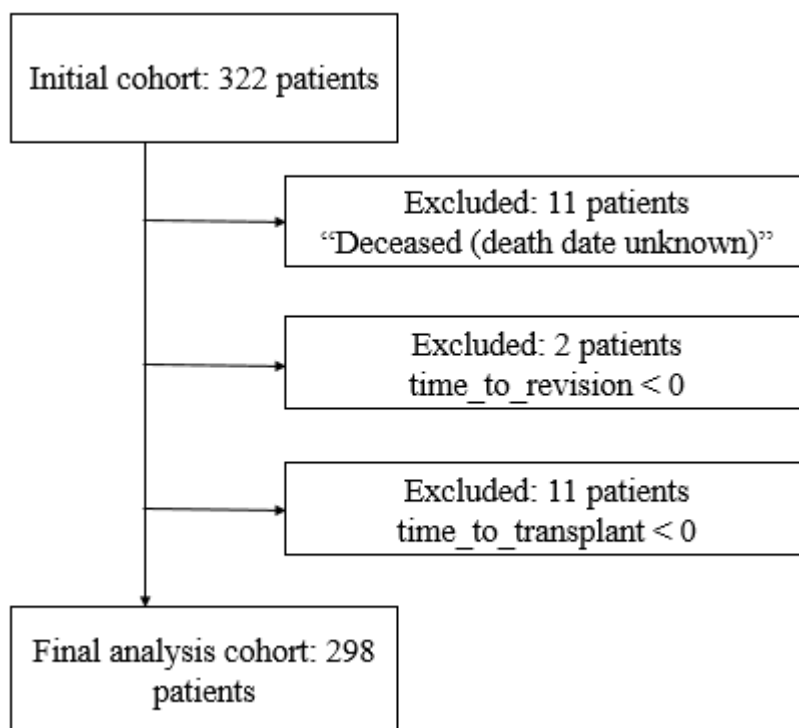 Initial cohort: 322 patients
Excluded: 11 patients
“Deceased (death date unknown)”
Excluded: 2 patients
time_to_revision < 0
Excluded: 11 patients
time_to_transplant < 0
Final analysis cohort: 298
patients